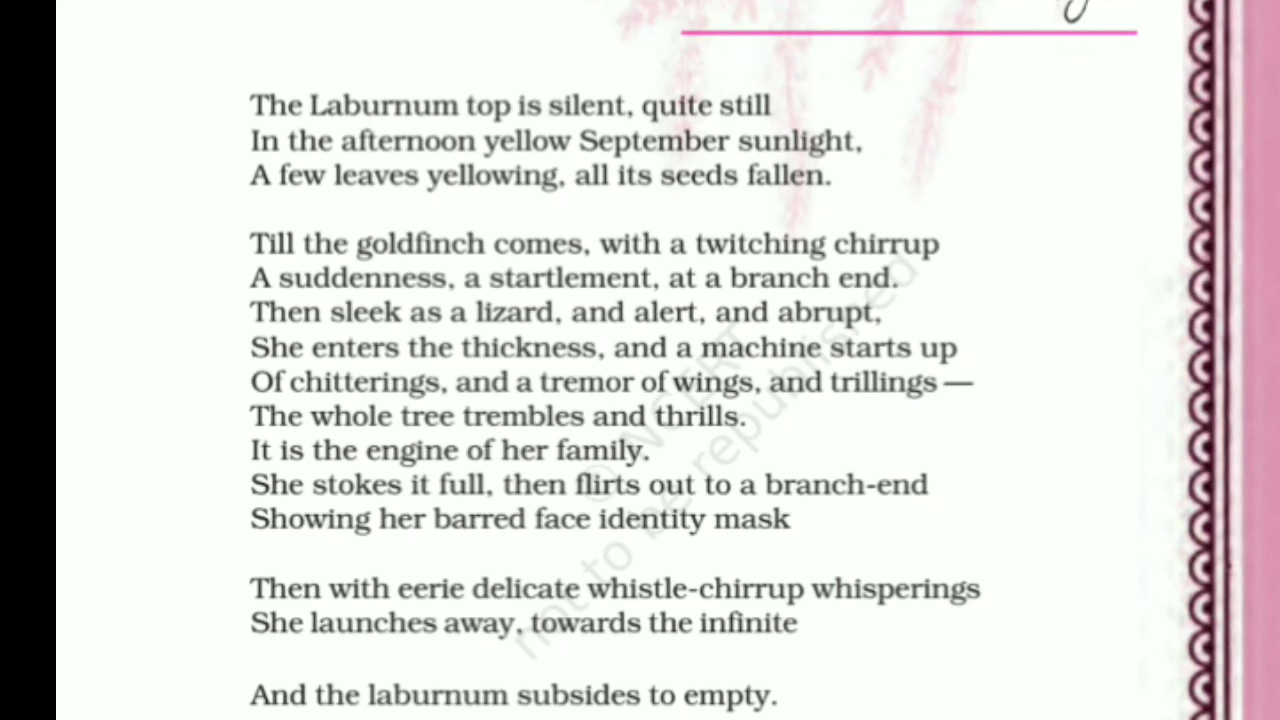 The Laburnum top is silent, quite still
In the afternoon yellow September sunlight,
A few leaves yellowing, all its seeds fallen.
Till the goldfinch comes, with a twitching chirrup
A suddenness, a startlement, at a branch end.
Then sleek as a lizard, and alert, and abrupt,
She enters the thickness, and a machine starts up
Of chitterings, and a tremor of wings, and trillings —
The whole tree trembles and thrills.
It is the engine of her family.
She stokes it full, then flirts out to a branch-end
Showing her barred face identity mask
Then with eerie delicate whistle-chirrup whisperings
She launches away, towards the infinite
And the laburnum subsides to empty.
© NCERT
not to be republished